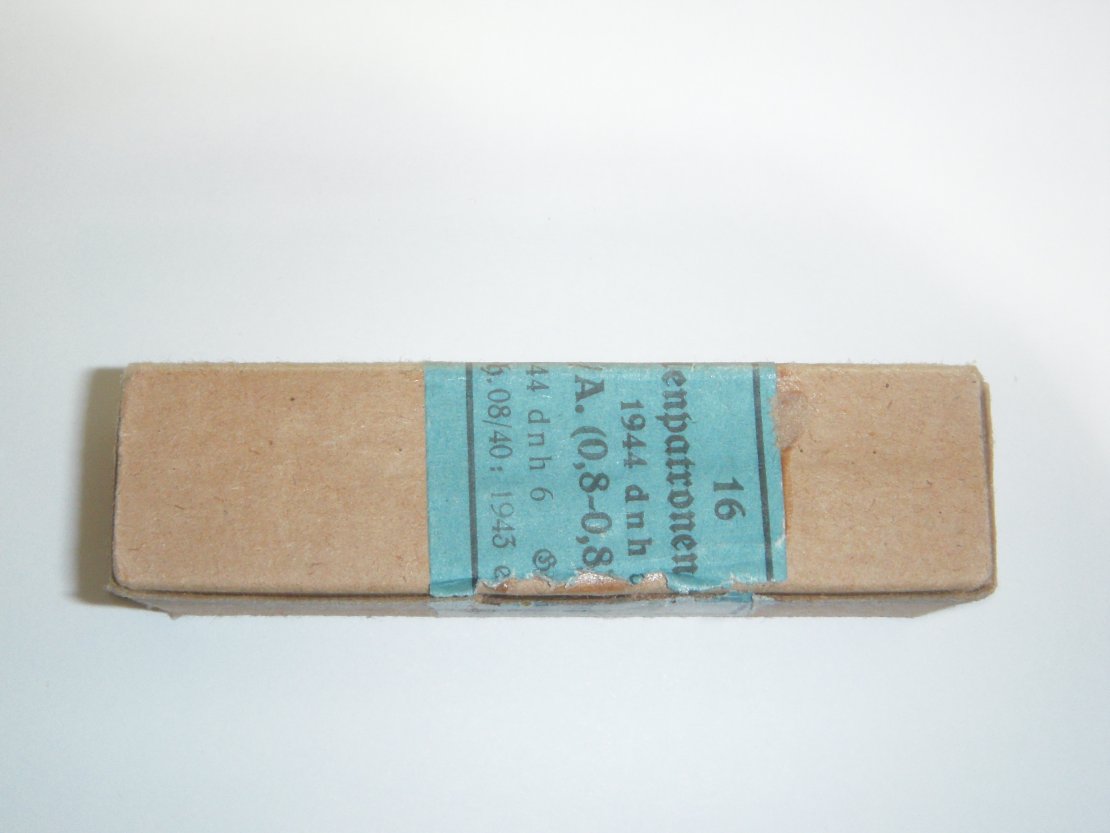 16
enpatronen
1944 dnh
/A. (0,8-0,8
44 dnh 6
.08/40: 1943 e